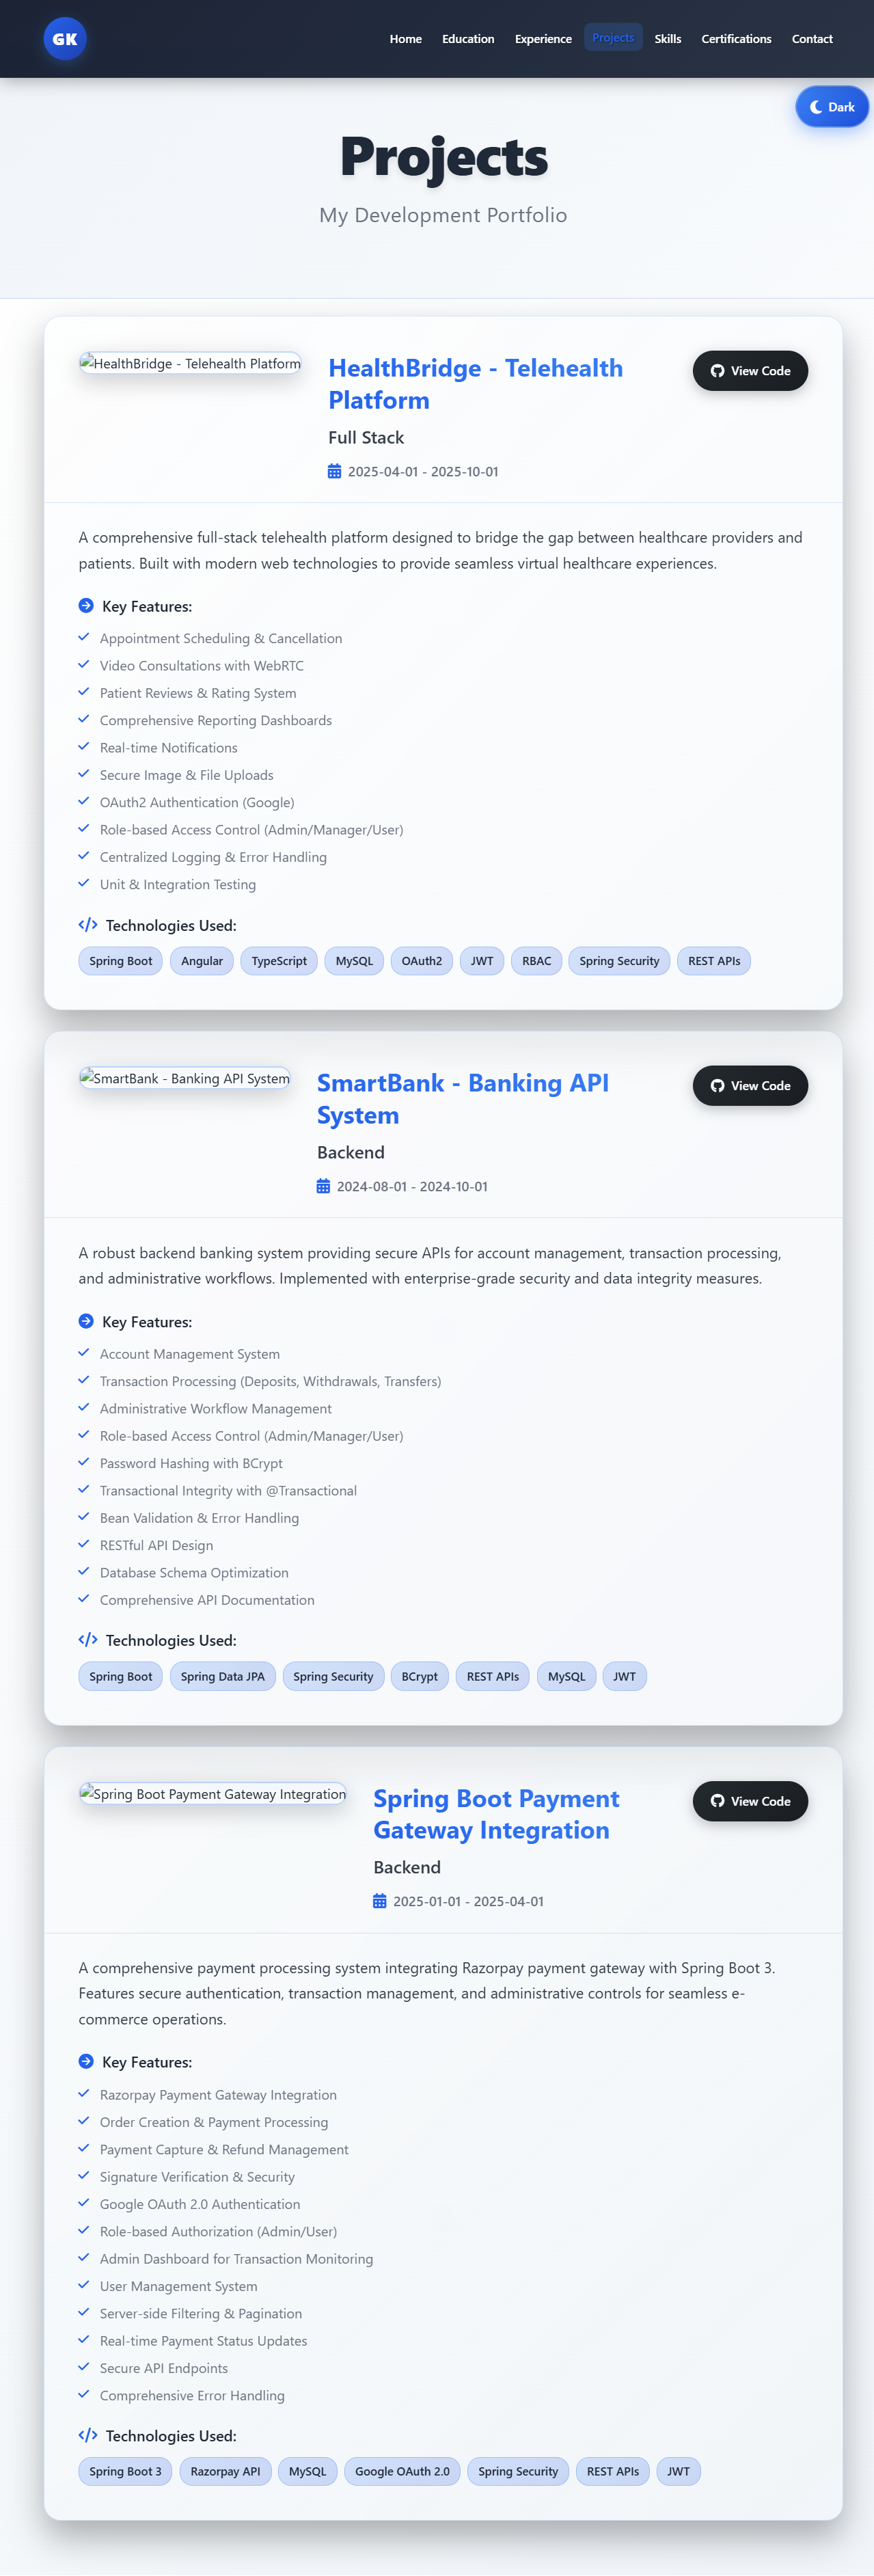 GK
Home Education Experience Projects Skills Certifications Contact
Dark
Projects
My Development Portfolio
HealthBridge - Telehealth Platform
HealthBridge - Telehealth
Platform
Full Stack
2025-04-01 - 2025-10-01
View Code
A comprehensive full-stack telehealth platform designed to bridge the gap between healthcare providers and
patients. Built with modern web technologies to provide seamless virtual healthcare experiences.
Key Features:
Appointment Scheduling & Cancellation
Video Consultations with WebRTC
Patient Reviews & Rating System
Comprehensive Reporting Dashboards
Real-time Notifications
Secure Image & File Uploads
OAuth2 Authentication (Google)
Role-based Access Control (Admin/Manager/User)
Centralized Logging & Error Handling
Unit & Integration Testing
Technologies Used:
Spring Boot Angular TypeScript MySQL OAuth2 JWT RBAC Spring Security REST APIs
SmartBank - Banking API System
SmartBank - Banking API
System
Backend
2024-08-01 - 2024-10-01
View Code
A robust backend banking system providing secure APIs for account management, transaction processing,
and administrative workflows. Implemented with enterprise-grade security and data integrity measures.
Key Features:
Account Management System
Transaction Processing (Deposits, Withdrawals, Transfers)
Administrative Workflow Management
Role-based Access Control (Admin/Manager/User)
Password Hashing with BCrypt
Transactional Integrity with @Transactional
Bean Validation & Error Handling
RESTful API Design
Database Schema Optimization
Comprehensive API Documentation
Technologies Used:
Spring Boot Spring Data JPA Spring Security BCrypt REST APIs MySQL JWT
Spring Boot Payment Gateway Integration
Spring Boot Payment
Gateway Integration
Backend
2025-01-01 - 2025-04-01
View Code
A comprehensive payment processing system integrating Razorpay payment gateway with Spring Boot 3.
Features secure authentication, transaction management, and administrative controls for seamless e-
commerce operations.
Key Features:
Razorpay Payment Gateway Integration
Order Creation & Payment Processing
Payment Capture & Refund Management
Signature Verification & Security
Google OAuth 2.0 Authentication
Role-based Authorization (Admin/User)
Admin Dashboard for Transaction Monitoring
User Management System
Server-side Filtering & Pagination
Real-time Payment Status Updates
Secure API Endpoints
Comprehensive Error Handling
Technologies Used:
Spring Boot 3 Razorpay API MySQL Google OAuth 2.0 Spring Security REST APIs JWT